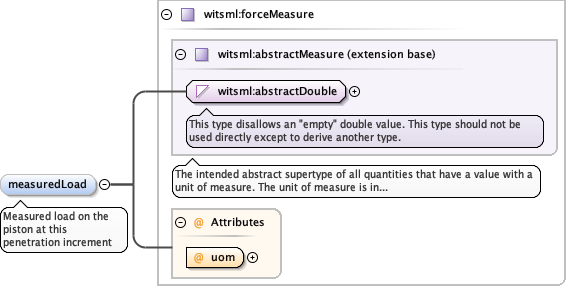 witsml:forceMeasure
witsml:abstractMeasure (extension base)
witsml:abstractDouble
This type disallows an "empty" double value. This type should not be
used directly except to derive another type.
The intended abstract supertype of all quantities that have a value with a
unit of measure. The unit of measure is in...
measuredLoad
Measured load on the
piston at this
penetration increment
@ Attributes
@ uom